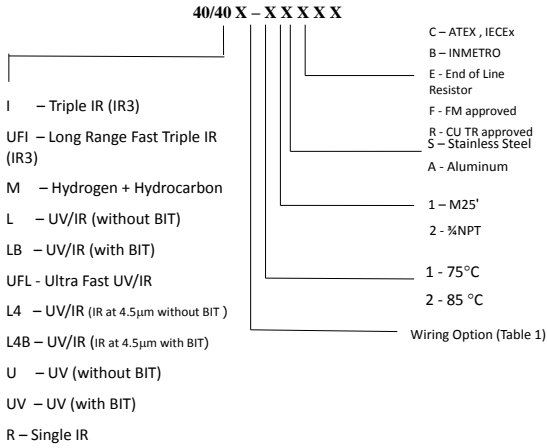 40/40 X – X X X X X
I – Triple IR (IR3)
UFI – Long Range Fast Triple IR
(IR3)
M – Hydrogen + Hydrocarbon
L – UV/IR (without BIT)
LB – UV/IR (with BIT)
UFL - Ultra Fast UV/IR
L4 – UV/IR (IR at 4.5µm without BIT )
L4B – UV/IR (IR at 4.5µm with BIT)
U – UV (without BIT)
UV – UV (with BIT)
R – Single IR
C – ATEX , IECEx
B – INMETRO
E - End of Line
Resistor
F - FM approved
R - CU TR approved
S – Stainless Steel
A - Aluminum
1 – M25'
2 - ¾NPT
1 - 75°C
2 - 85 °C
Wiring Option (Table 1)